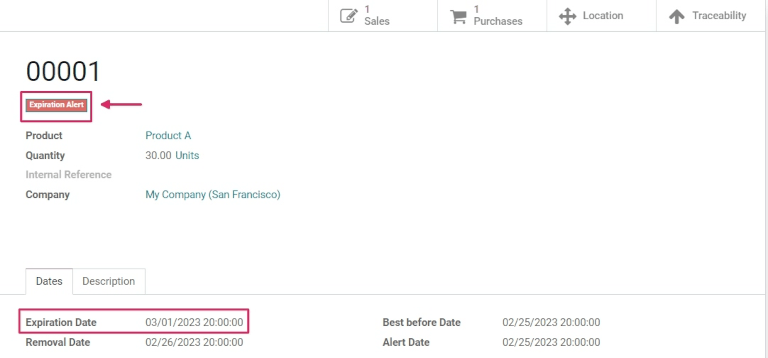 1 Sales
1 Purchases
Location
Traceability
00001
Expiration Alert
Product Product A
Quantity 30.00 Units
Internal Reference
Company My Company (San Francisco)
Dates Description
Expiration Date 03/01/2023 20:00:00 Best before Date 02/25/2023 20:00:00
Removal Date 02/26/2023 20:00:00 Alert Date 02/25/2023 20:00:00